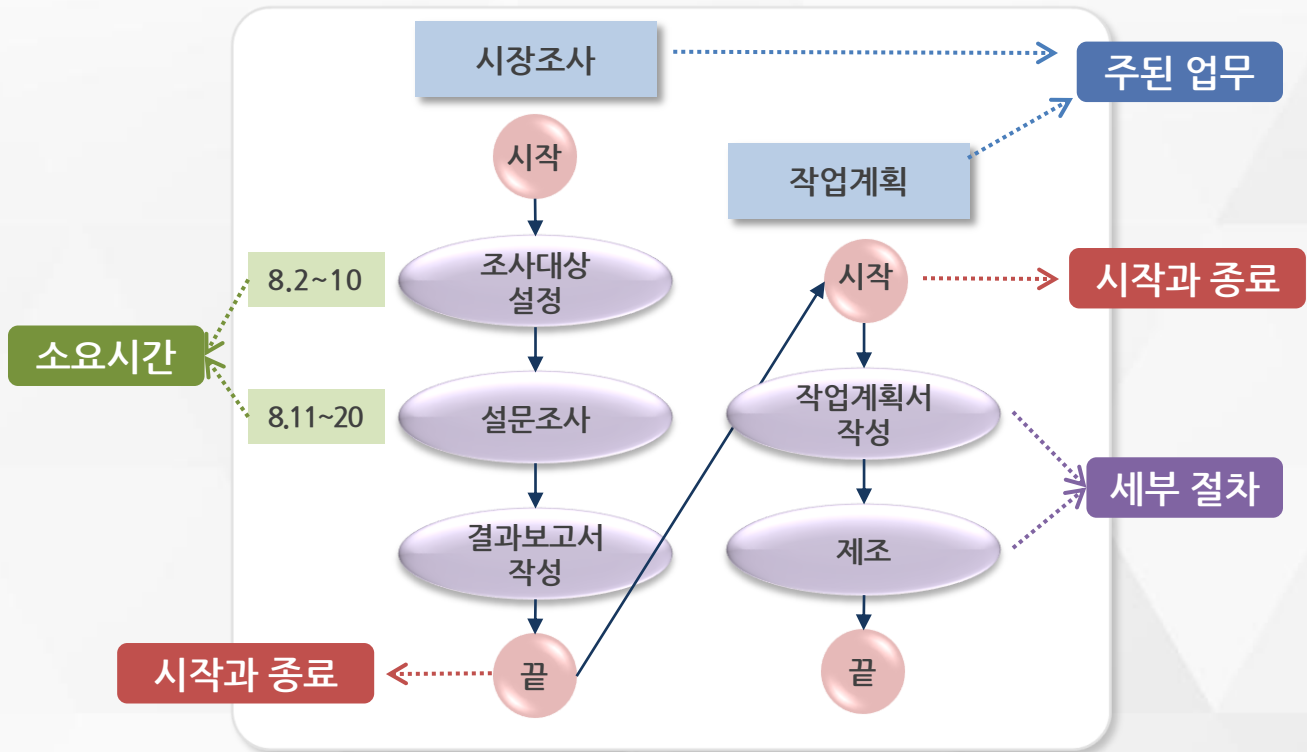 시장조사
주된 업무
시작
작업계획
8.2~10
조사대상
설정
시작
시작과 종료
소요시간
8.11~20
설문조사
작업계획서
작성
세부 절차
결과보고서
작성
제조
시작과 종료
끝
끝